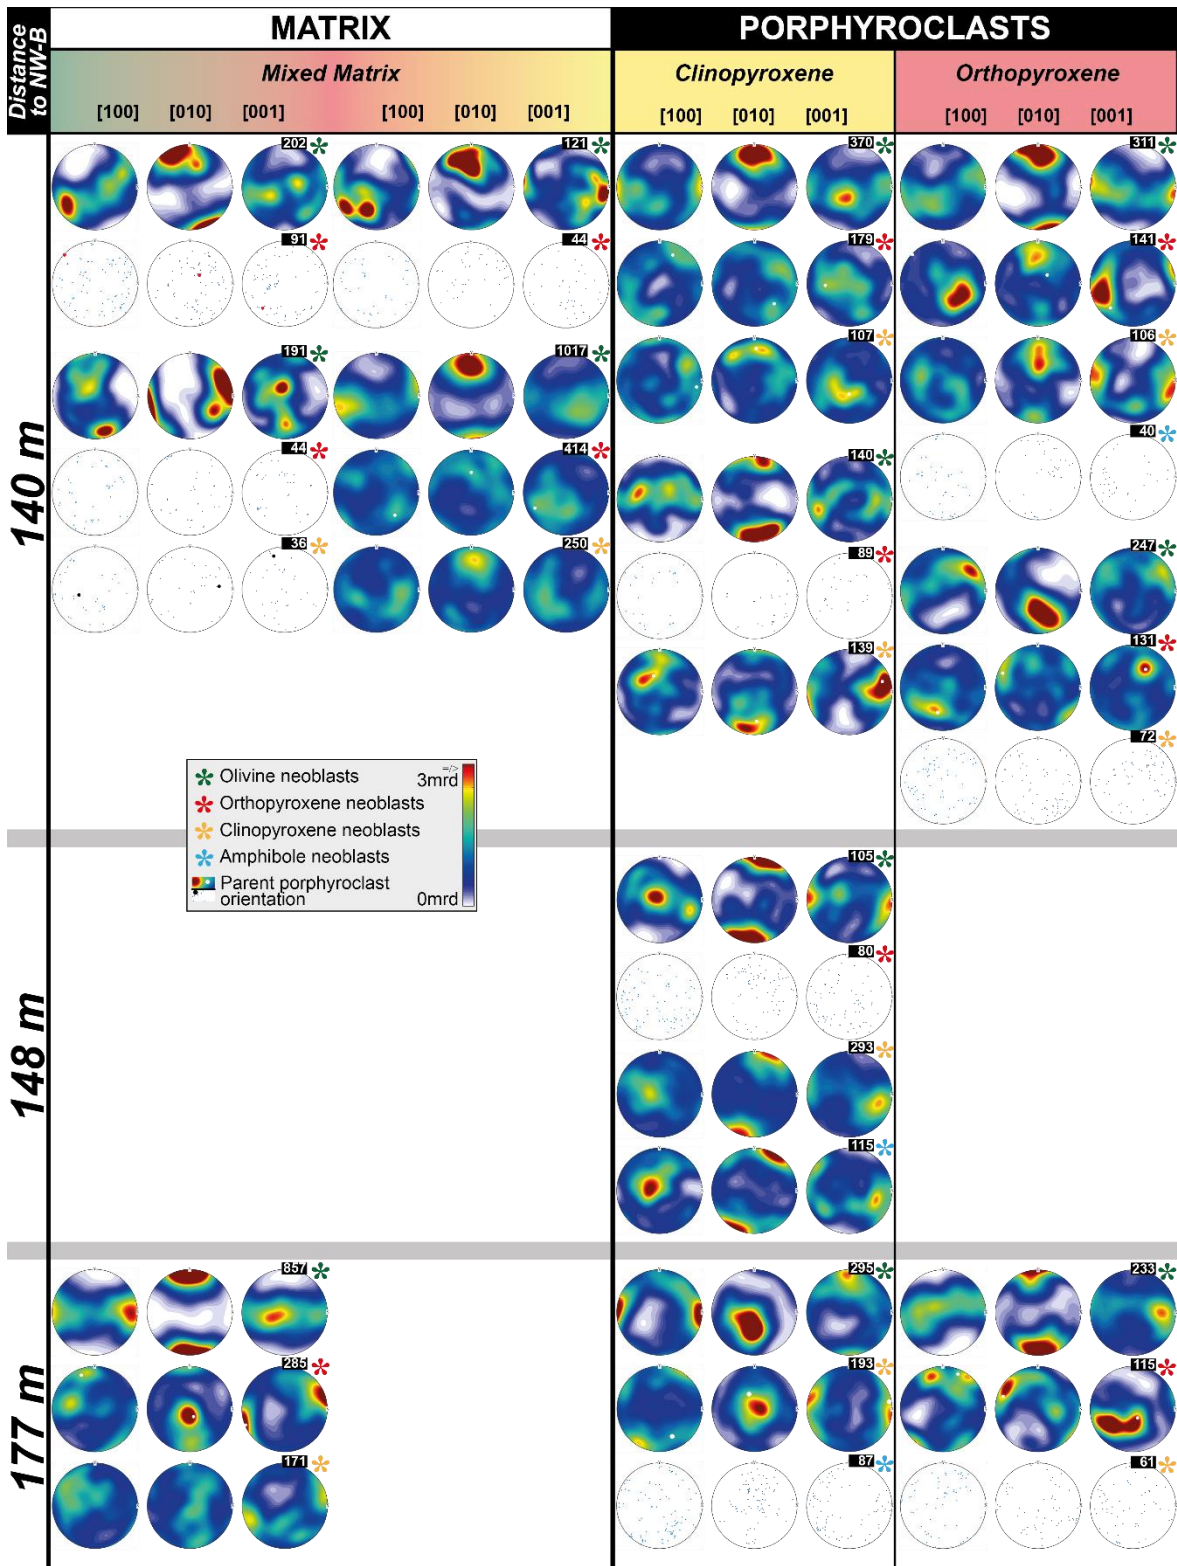 Distance to NW-B
MATRIX
PORPHYROCLASTS
Mixed Matrix
Clinopyroxene
Orthopyroxene
[100] [010] [001] [100] [010] [001] [100] [010] [001] [100] [010] [001]
140 m
202 121 370 311
91 44 179 141
107 106
191 1017
40
140
44 414
89 247
36 250
139 131
72
Olivine neoblasts
Orthopyroxene neoblasts
Clinopyroxene neoblasts
Amphibole neoblasts
Parent porphyroclast
orientation
=/>
3mrd
0mrd
148 m
105
80
293
115
177 m
857 295 233
285 193 115
171 87 61